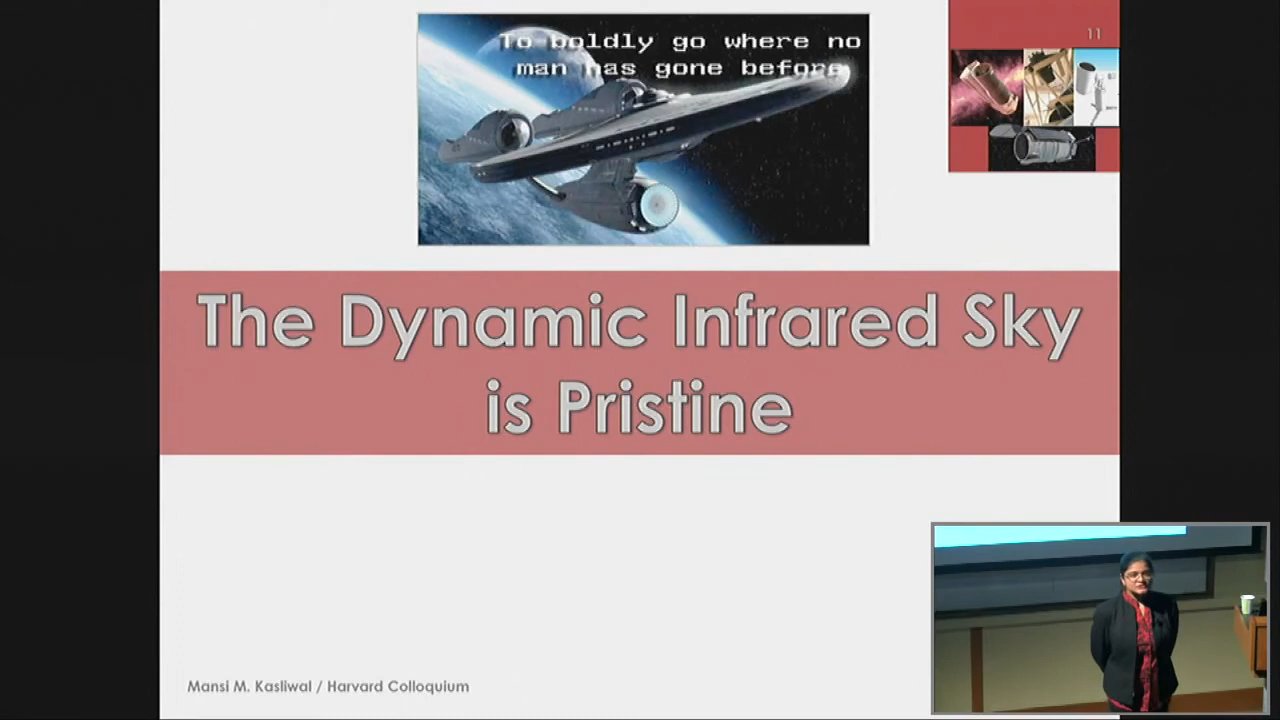 To boldly go where no
man has gone before
11
The Dynamic Infrared Sky
is Pristine
Mansi M. Kasliwal / Harvard Colloquium